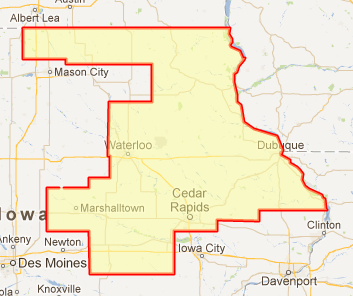 Austin
Albert Lea
Mason City
Waterloo
Dubuque
Marshalltown
Cedar
Rapids
Iowa
Clinton
Ankeny
Newton
Iowa City
Des Moines
Davenport
Knoxville